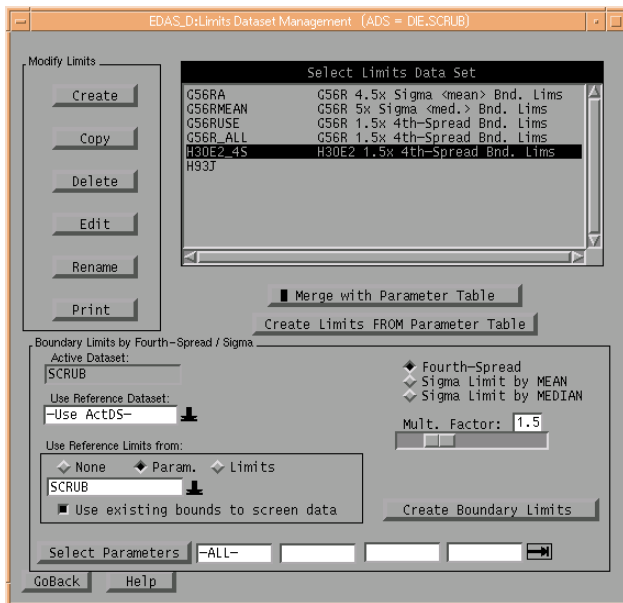 EDAS_D:Limits Dataset Management (ADS = DIE.SCRUB)
Modify Limits
Create
Copy
Delete
Edit
Rename
Print
Select Limits Data Set
G56RA G56R 4.5x Sigma <mean> Bnd. Lims
G56RMEAN G56R 5x Sigma <med.> Bnd. Lims
G56RUSE G56R 1.5x 4th-Spread Bnd. Lims
G56R_ALL G56R 1.5x 4th-Spread Bnd. Lims
H30E2_4S H30E2 1.5x 4th-Spread Bnd. Lims
H93J
Merge with Parameter Table
Create Limits FROM Parameter Table
Boundary Limits by Fourth-Spread / Sigma
Active Dataset:
SCRUB
Use Reference Dataset:
-Use ActDS-
Use Reference Limits from:
None Param. Limits
SCRUB
Use existing bounds to screen data
Fourth-Spread
Sigma Limit by MEAN
Sigma Limit by MEDIAN
Mult. Factor: 1.5
Create Boundary Limits
Select Parameters -ALL-
GoBack Help